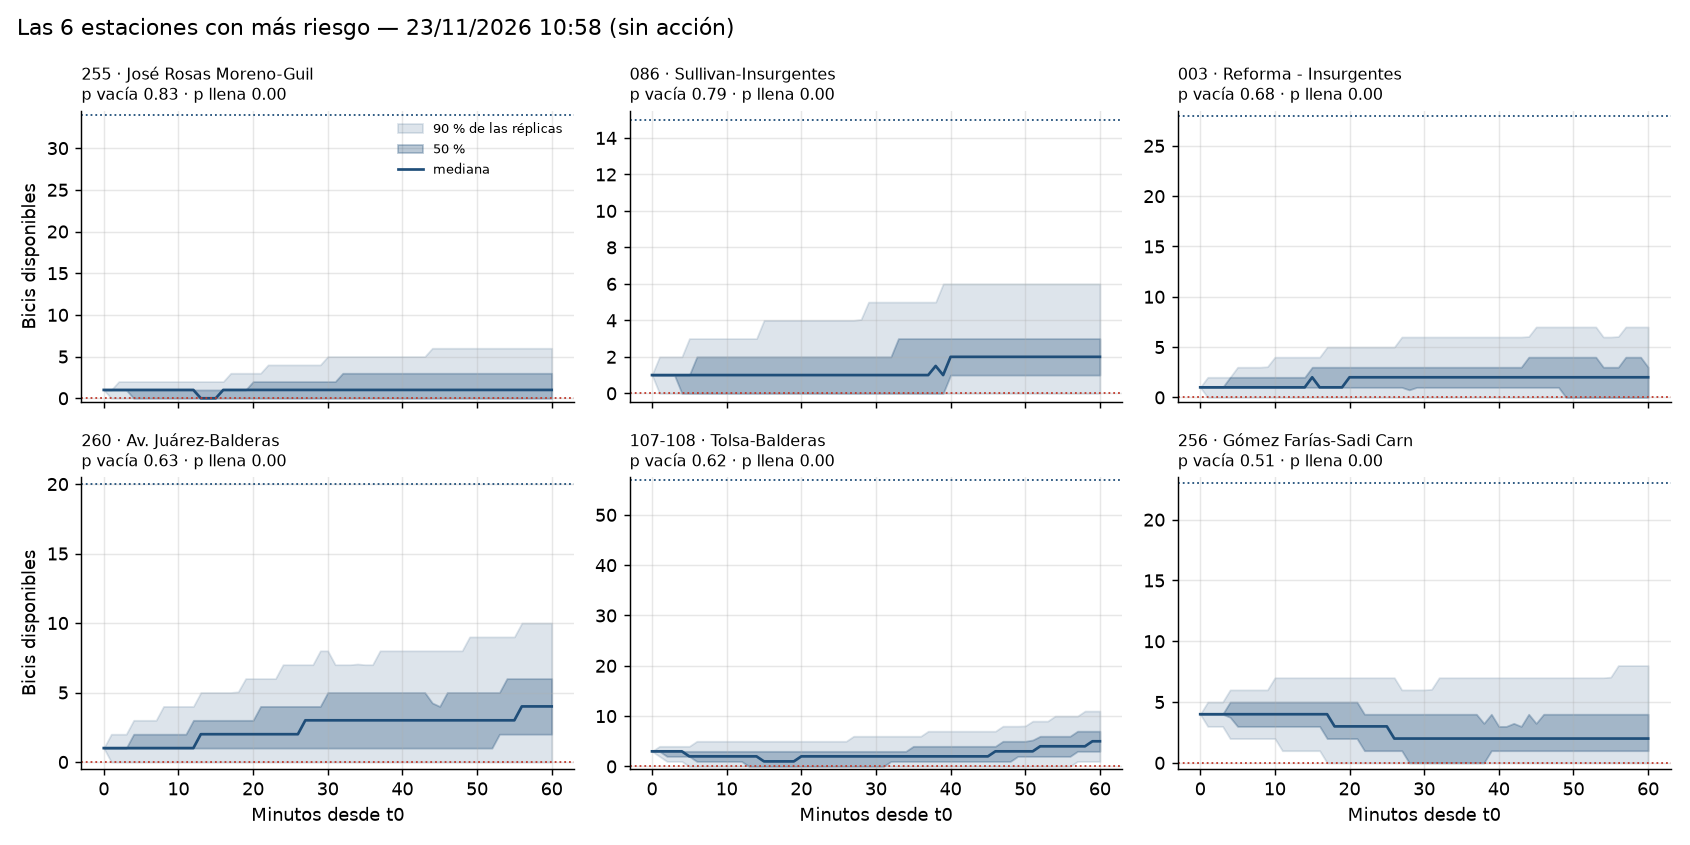 Las 6 estaciones con más riesgo — 23/11/2026 10:58 (sin acción)
255 · José Rosas Moreno-Guil
p vacía 0.83 · p llena 0.00
90 % de las réplicas
50 %
mediana
Bicis disponibles
30
25
20
15
10
5
0
086 · Sullivan-Insurgentes
p vacía 0.79 · p llena 0.00
14
12
10
8
6
4
2
0
003 · Reforma - Insurgentes
p vacía 0.68 · p llena 0.00
25
20
15
10
5
0
260 · Av. Juárez-Balderas
p vacía 0.63 · p llena 0.00
Bicis disponibles
20
15
10
5
0
0 10 20 30 40 50 60
Minutos desde t0
107-108 · Tolsa-Balderas
p vacía 0.62 · p llena 0.00
50
40
30
20
10
0
0 10 20 30 40 50 60
Minutos desde t0
256 · Gómez Farías-Sadi Carn
p vacía 0.51 · p llena 0.00
20
15
10
5
0
0 10 20 30 40 50 60
Minutos desde t0